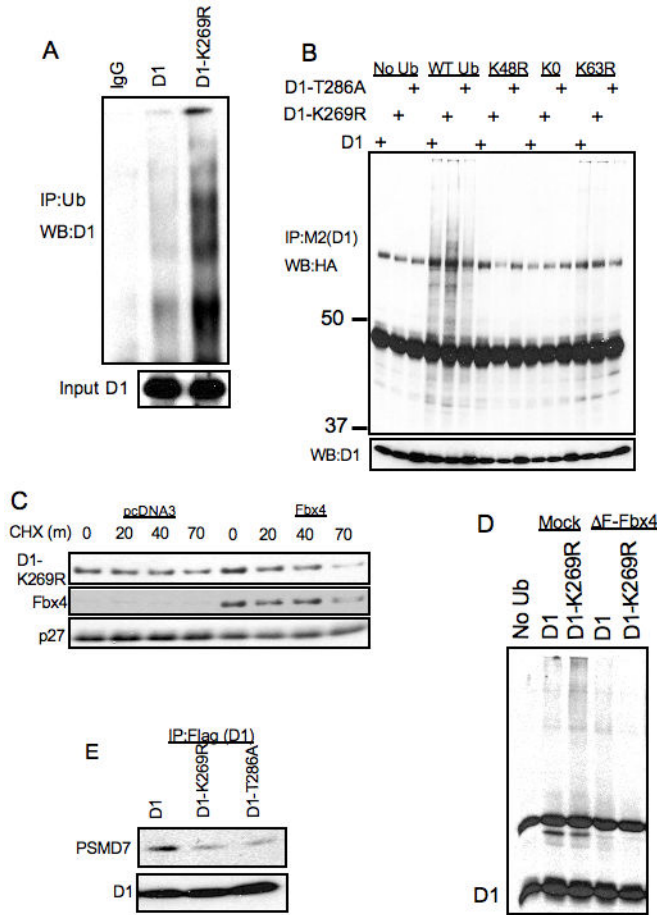 A
IgG
D1
D1-K269R
IP:Ub
WB:D1
Input D1
B
No Ub WT Ub K48R K0 K63R
D1-T286A + + + + +
D1-K269R + + + + +
D1 + + + + +
IP:M2(D1)
WB:HA
50
37
WB:D1
C
pcDNA3 Fbx4
CHX (m) 0 20 40 70 0 20 40 70
D1-
K269R
Fbx4
p27
D
Mock ΔF-Fbx4
No Ub
D1
D1-K269R
D1
D1-K269R
D1
E
IP:Flag (D1)
D1
D1-K269R
D1-T286A
PSMD7
D1